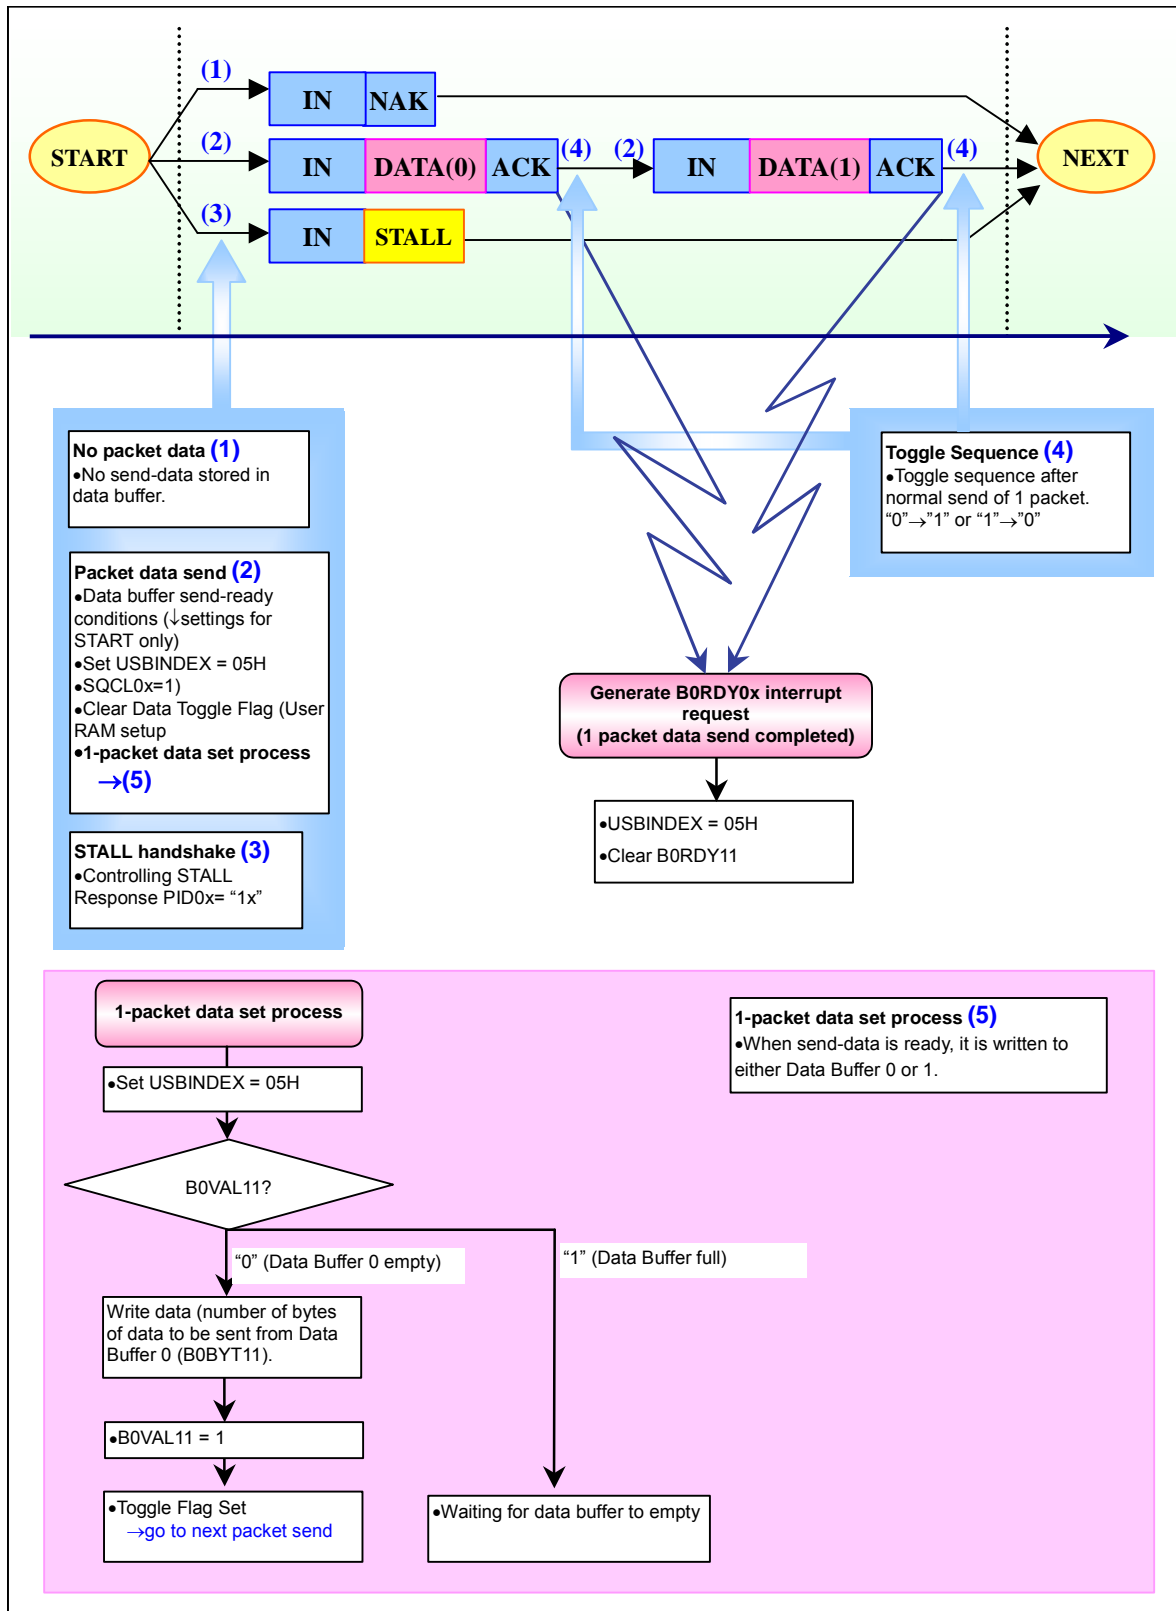 (1)
IN NAK
START
(2)
IN DATA(0) ACK
(4)
(2)
IN DATA(1) ACK
(4)
NEXT
(3)
IN STALL
No packet data (1)
•No send-data stored in
data buffer.
Packet data send (2)
•Data buffer send-ready
conditions (↓settings for
START only)
•Set USBINDEX = 05H
•SQCL0x=1)
•Clear Data Toggle Flag (User
RAM setup
•1-packet data set process
→(5)
STALL handshake (3)
•Controlling STALL
Response PID0x= “1x”
Toggle Sequence (4)
•Toggle sequence after
normal send of 1 packet.
“0”→”1” or “1”→”0”
Generate B0RDY0x interrupt
request
(1 packet data send completed)
•USBINDEX = 05H
•Clear B0RDY11
1-packet data set process
•Set USBINDEX = 05H
B0VAL11?
“0” (Data Buffer 0 empty)
“1” (Data Buffer full)
Write data (number of bytes
of data to be sent from Data
Buffer 0 (B0BYT11).
•B0VAL11 = 1
•Toggle Flag Set
→go to next packet send
•Waiting for data buffer to empty
1-packet data set process (5)
•When send-data is ready, it is written to
either Data Buffer 0 or 1.